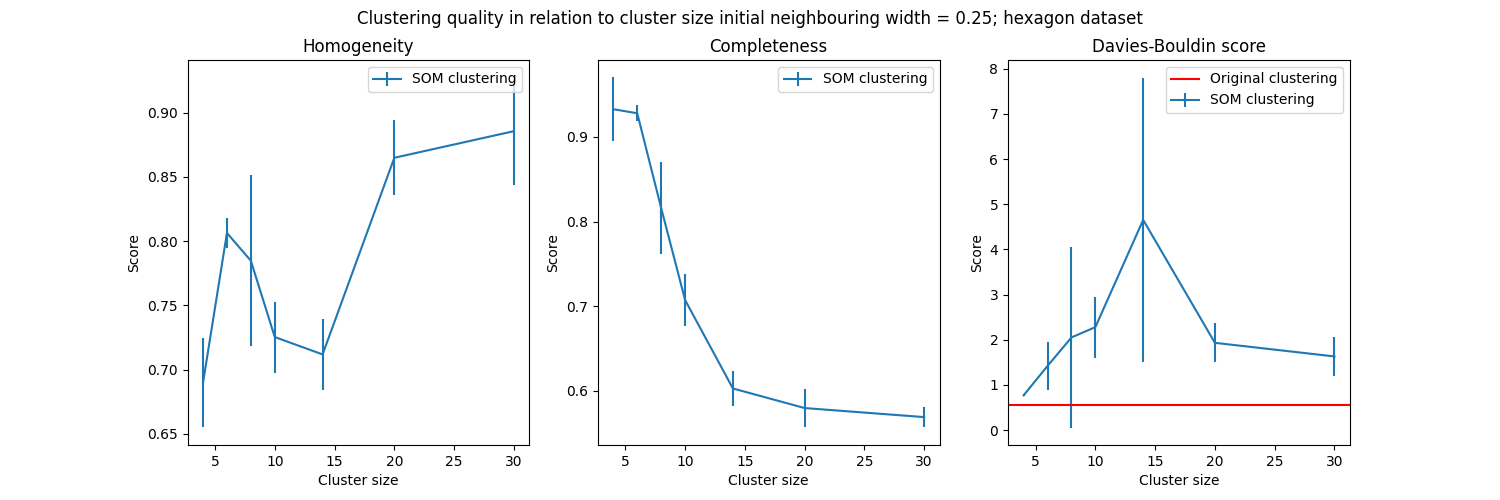 Clustering quality in relation to cluster size initial neighbouring width = 0.25; hexagon dataset
Homogeneity
SOM clustering
0.90
0.85
0.80
0.75
0.70
0.65
Score
5 10 15 20 25 30
Cluster size
Completeness
SOM clustering
0.9
0.8
0.7
0.6
Score
5 10 15 20 25 30
Cluster size
Davies-Bouldin score
Original clustering
SOM clustering
8
7
6
5
4
3
2
1
0
Score
5 10 15 20 25 30
Cluster size